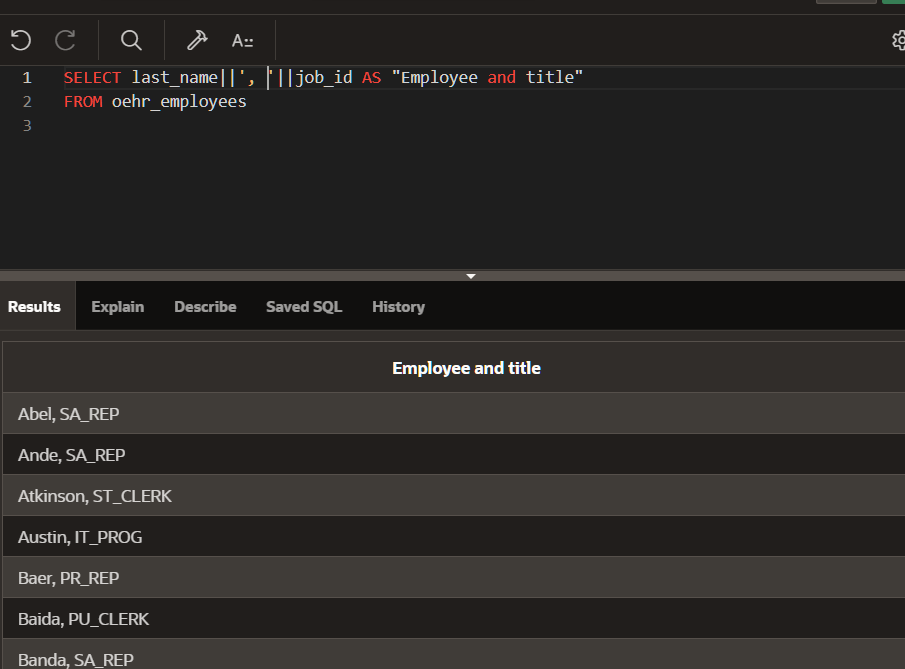 A::
1 SELECT last_name||', '||job_id AS "Employee and title"
2 FROM oehr_employees
3
Results Explain Describe Saved SQL History
Employee and title
Abel, SA_REP
Ande, SA_REP
Atkinson, ST_CLERK
Austin, IT_PROG
Baer, PR_REP
Baida, PU_CLERK
Banda, SA_REP